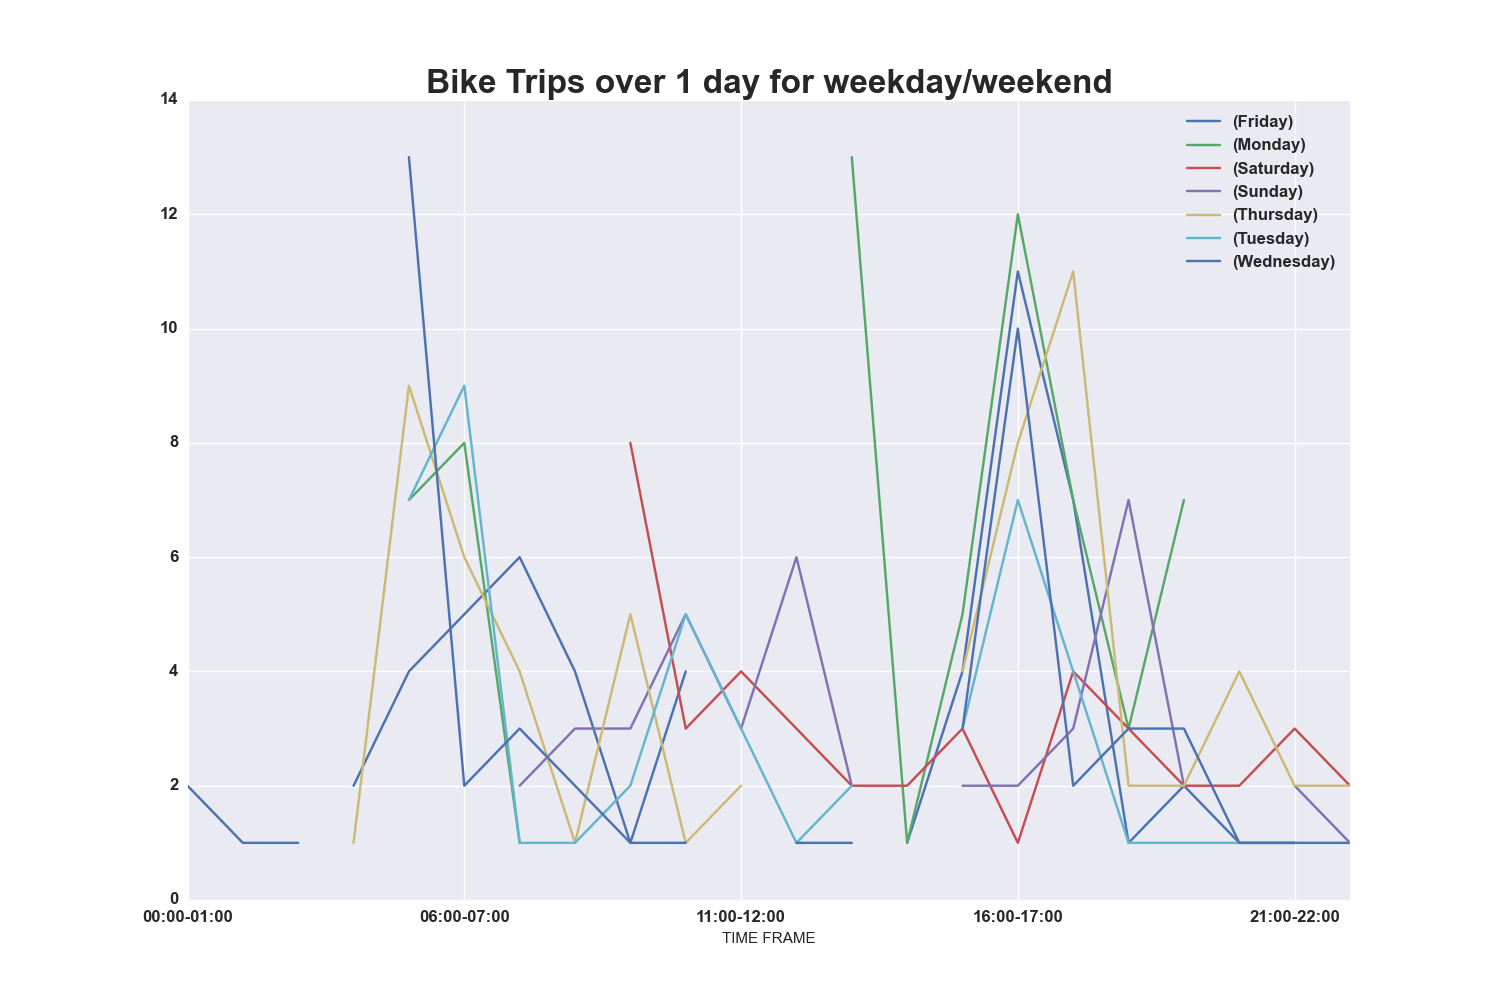 Bike Trips over 1 day for weekday/weekend
14
12
10
8
6
4
2
0
(Friday)
(Monday)
(Saturday)
(Sunday)
(Thursday)
(Tuesday)
(Wednesday)
00:00-01:00 06:00-07:00 11:00-12:00 16:00-17:00 21:00-22:00
TIME FRAME